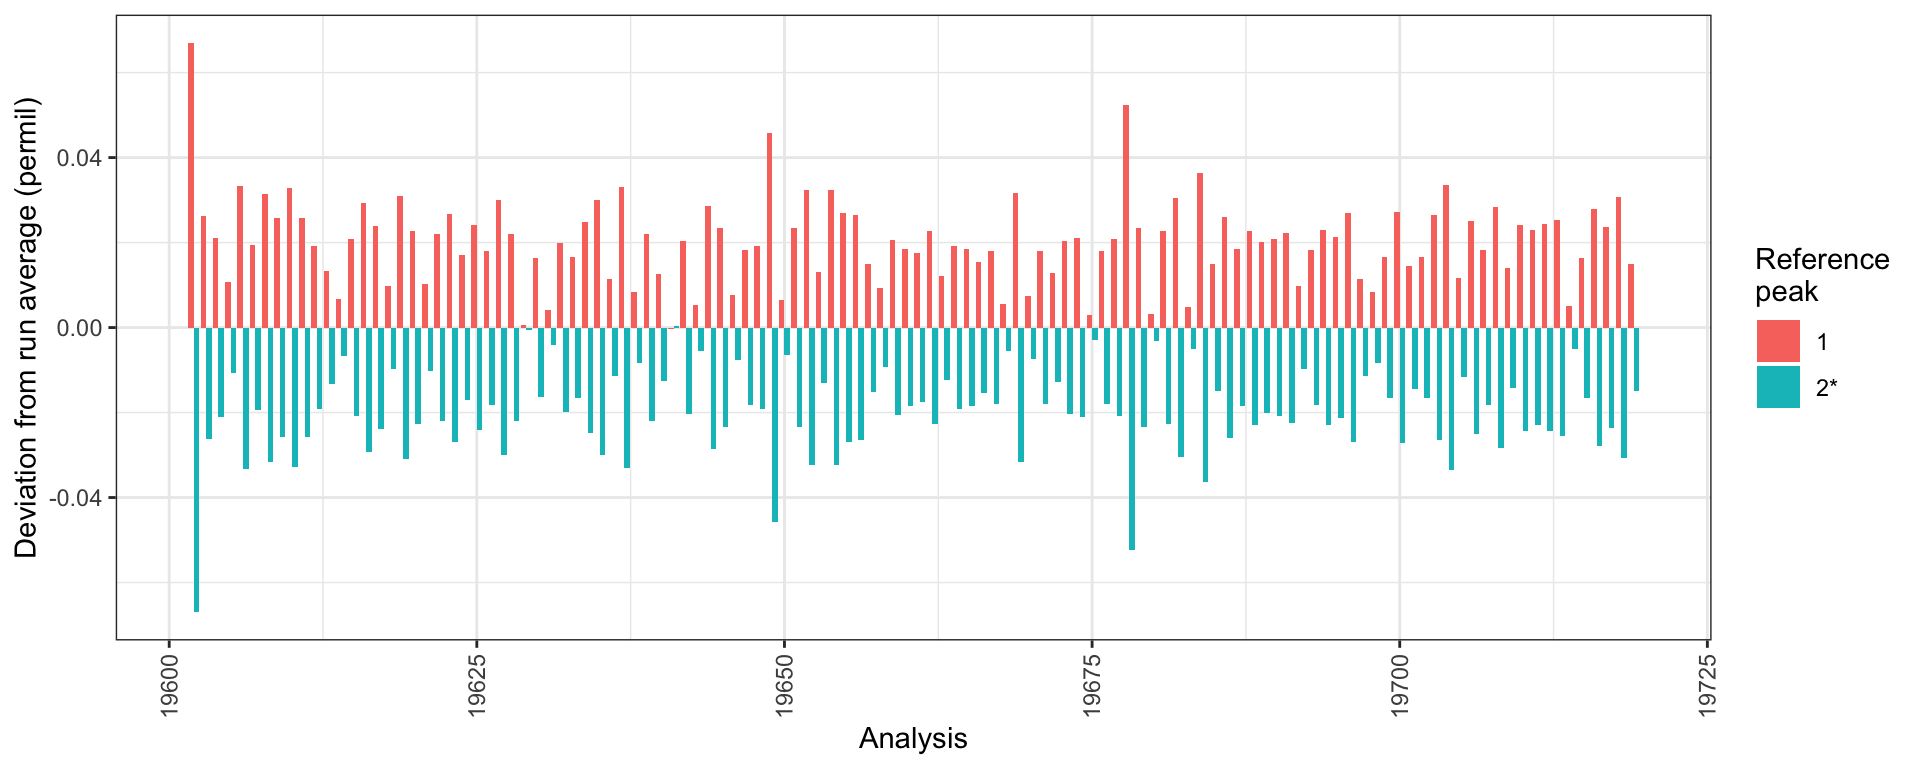 Deviation from run average (permil)
0.04
0.00
-0.04
19600
19625
19650
19675
19700
19725
Analysis
Reference
peak
1
2*